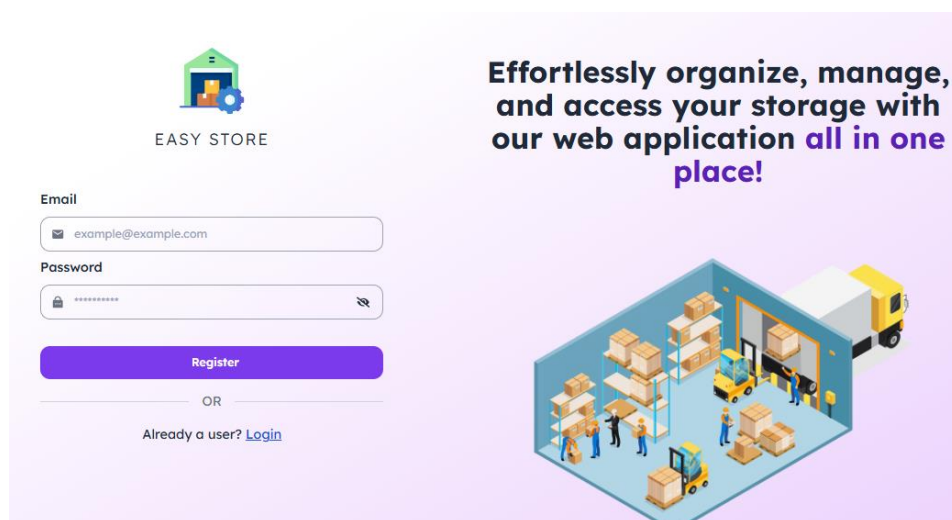 EASY STORE
Effortlessly organize, manage,
and access your storage with
our web application all in one
place!
Email
example@example.com
Password
**********
Register
OR
Already a user? Login